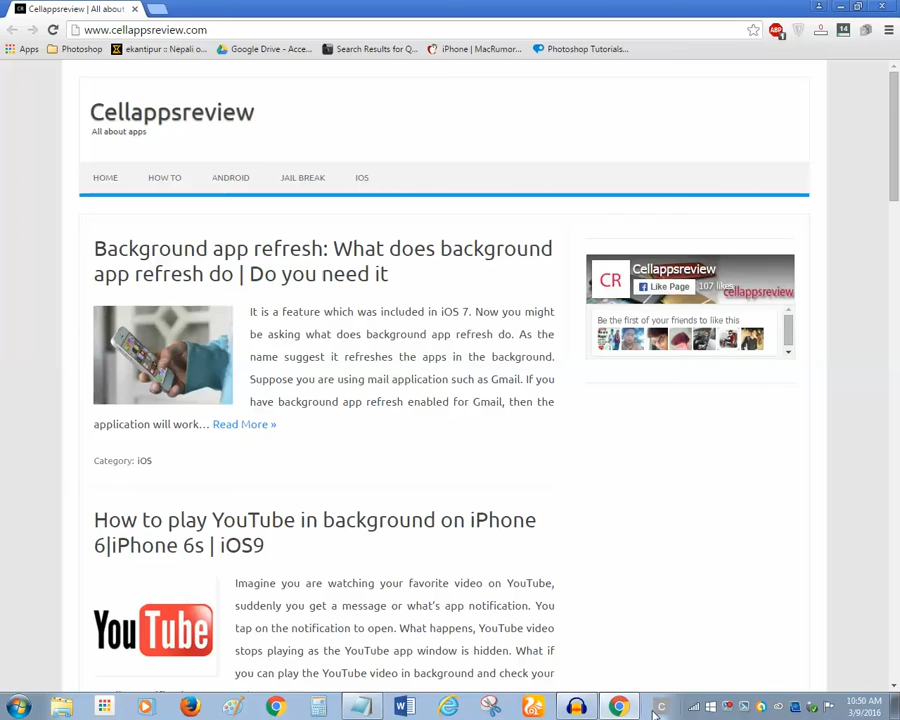 Cellappsreview | All about
www.cellappsreview.com
ABP
14
Apps
Photoshop
ekantipur :: Nepali o...
Google Drive - Acce...
Search Results for Q...
iPhone | MacRumor...
Photoshop Tutorials...
Cellappsreview
All about apps
HOME
HOW TO
ANDROID
JAIL BREAK
IOS
Background app refresh: What does background
app refresh do | Do you need it
It is a feature which was included in iOS 7. Now you might
be asking what does background app refresh do. As the
name suggest it refreshes the apps in the background.
Suppose you are using mail application such as Gmail. If you
have background app refresh enabled for Gmail, then the
application will work… Read More »
Category: iOS
CR
Cellappsreview
Like Page
107 likes
cellappsreview
Be the first of your friends to like this
How to play YouTube in background on iPhone
6|iPhone 6s | iOS9
YouTube
Imagine you are watching your favorite video on YouTube,
suddenly you get a message or what's app notification. You
tap on the notification to open. What happens, YouTube video
stops playing as the YouTube app window is hidden. What if
you can play the YouTube video in background and check your
C
10:50 AM
3/9/2016